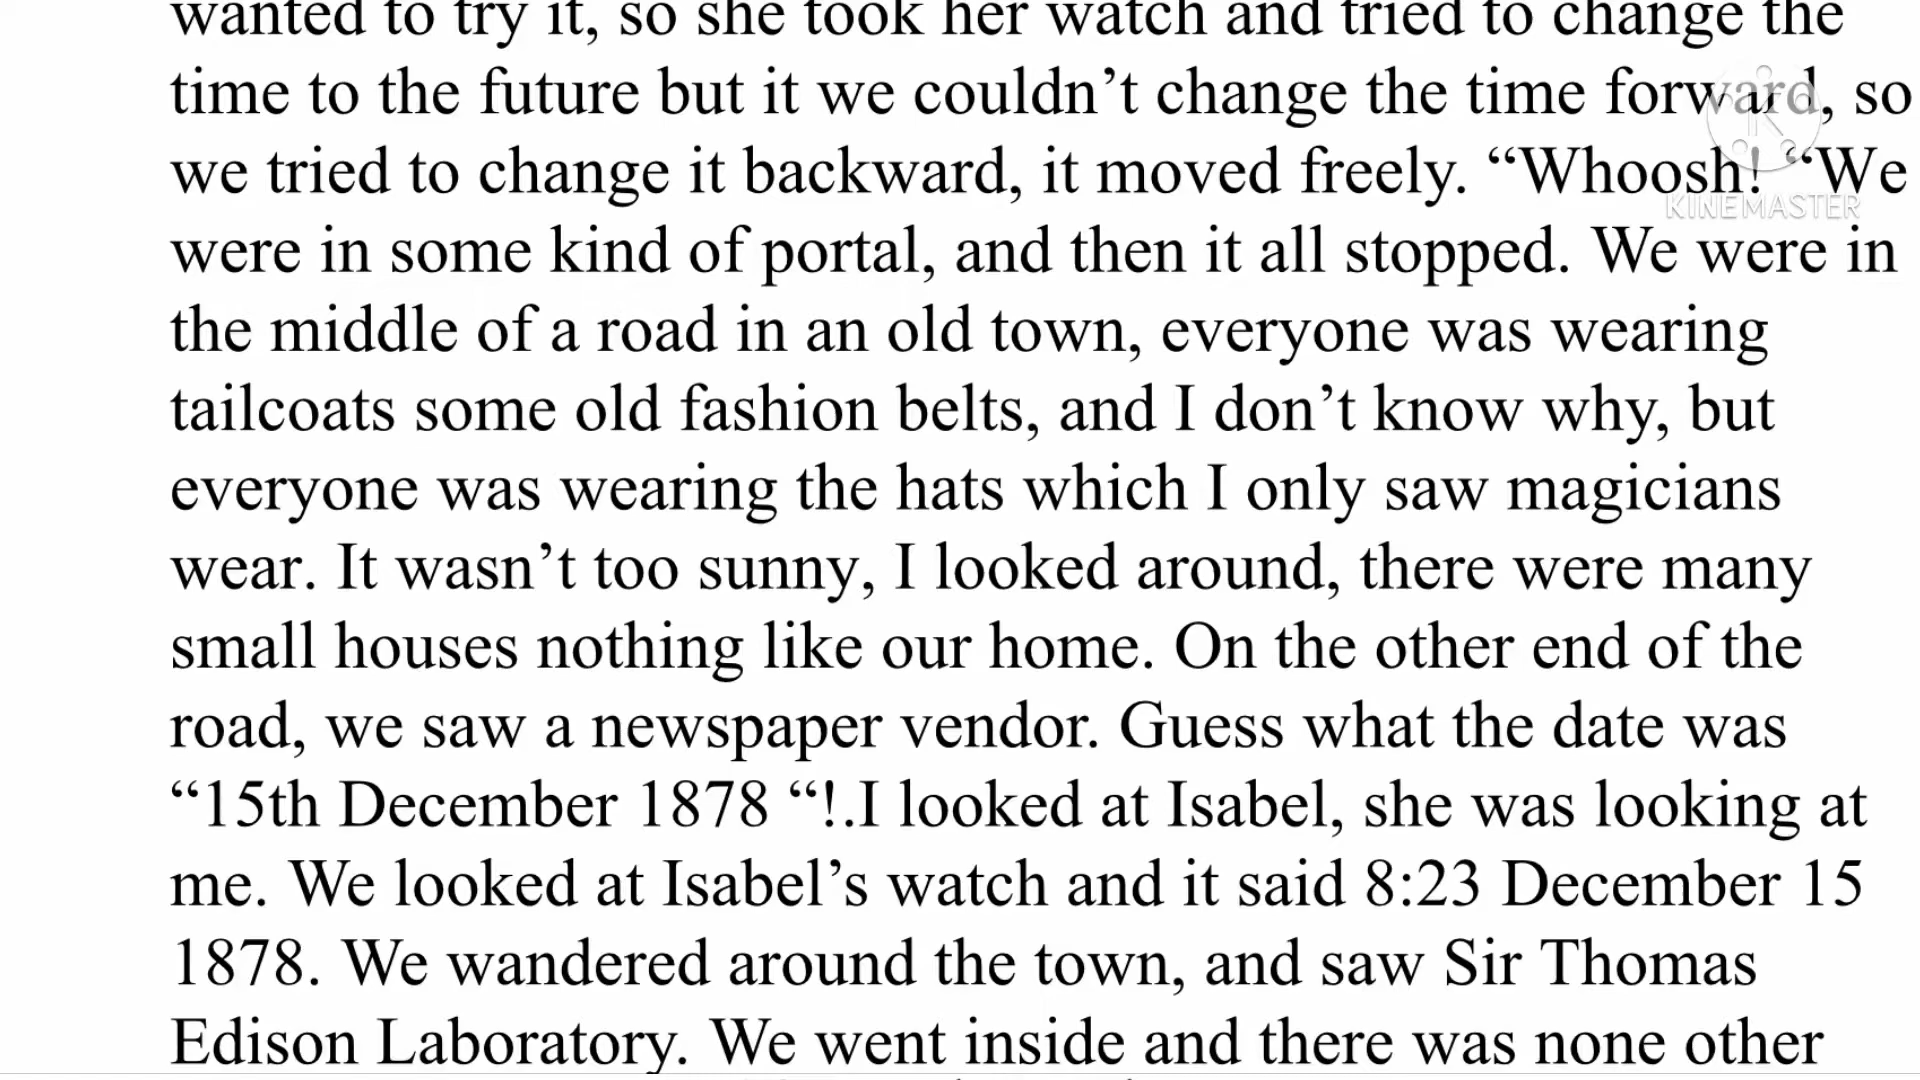 wanted to try it, so she took her watch and tried to change the
time to the future but it we couldn’t change the time forward, so
we tried to change it backward, it moved freely. “Whoosh! “We
KINEMASTER
were in some kind of portal, and then it all stopped. We were in
the middle of a road in an old town, everyone was wearing
tailcoats some old fashion belts, and I don’t know why, but
everyone was wearing the hats which I only saw magicians
wear. It wasn’t too sunny, I looked around, there were many
small houses nothing like our home. On the other end of the
road, we saw a newspaper vendor. Guess what the date was
“15th December 1878 “!.I looked at Isabel, she was looking at
me. We looked at Isabel’s watch and it said 8:23 December 15
1878. We wandered around the town, and saw Sir Thomas
Edison Laboratory. We went inside and there was none other